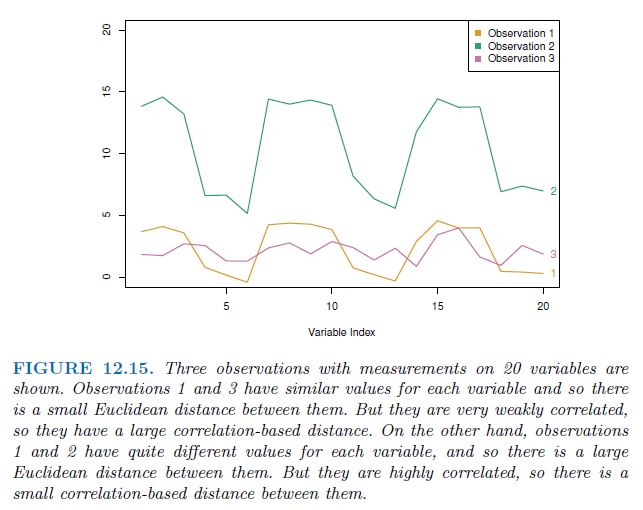 20
15
10
5
0
Observation 1
Observation 2
Observation 3
2
3
1
5
10
15
20
Variable Index
FIGURE 12.15. Three observations with measurements on 20 variables are
shown. Observations 1 and 3 have similar values for each variable and so there
is a small Euclidean distance between them. But they are very weakly correlated,
so they have a large correlation-based distance. On the other hand, observations
1 and 2 have quite different values for each variable, and so there is a large
Euclidean distance between them. But they are highly correlated, so there is a
small correlation-based distance between them.